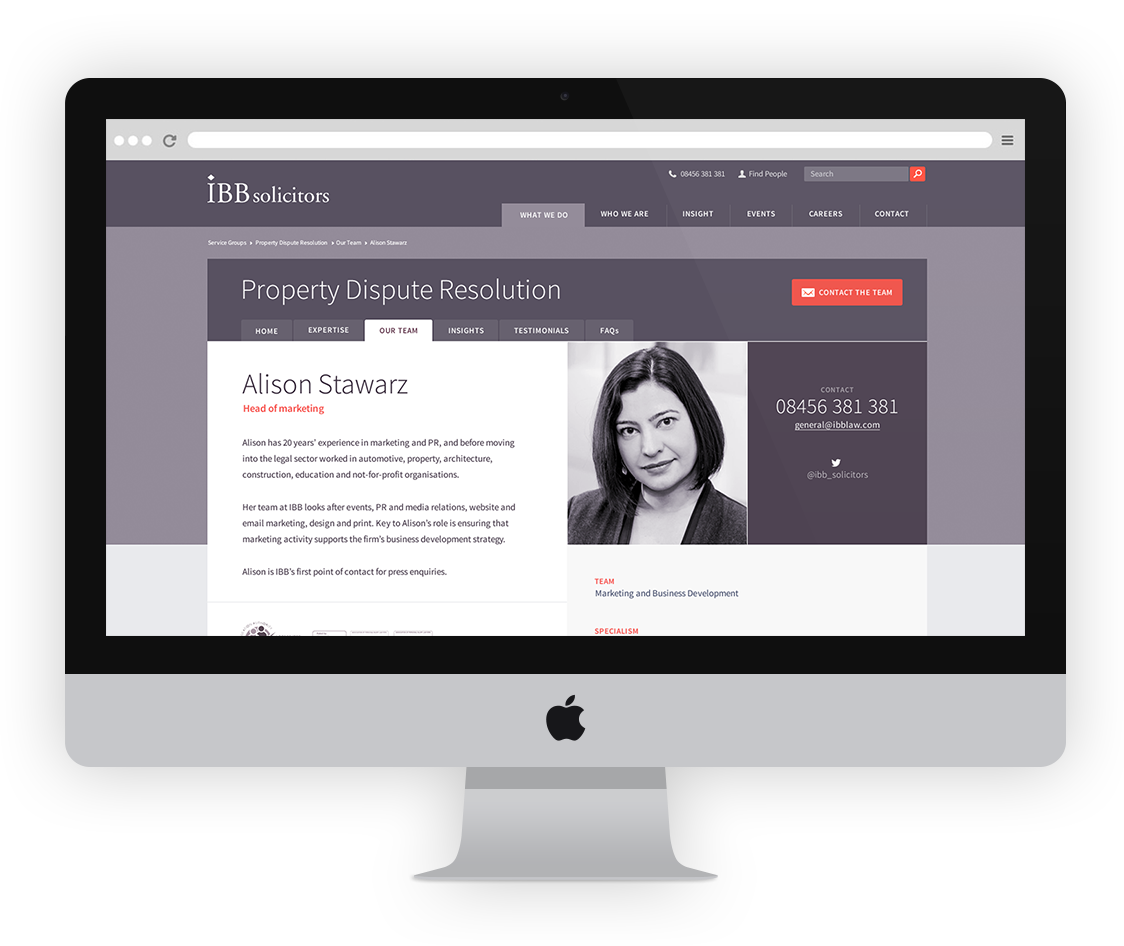 08456 381 381 Find People Search
IBB solicitors
WHAT WE DO WHO WE ARE INSIGHT EVENTS CAREERS CONTACT
Service Groups Property Dispute Resolution Our Team Alison Stawarz
Property Dispute Resolution
CONTACT THE TEAM
HOME EXPERTISE OUR TEAM INSIGHTS TESTIMONIALS FAQs
Alison Stawarz
Head of marketing
Alison has 20 years' experience in marketing and PR, and before moving
into the legal sector worked in automotive, property, architecture,
construction, education and not-for-profit organisations.
Her team at IBB looks after events, PR and media relations, website and
email marketing, design and print. Key to Alison's role is ensuring that
marketing activity supports the firm's business development strategy.
Alison is IBB's first point of contact for press enquiries.
CONTACT
08456 381 381
general@ibblaw.com
@ibb_solicitors
TEAM
Marketing and Business Development
SPECIALISM